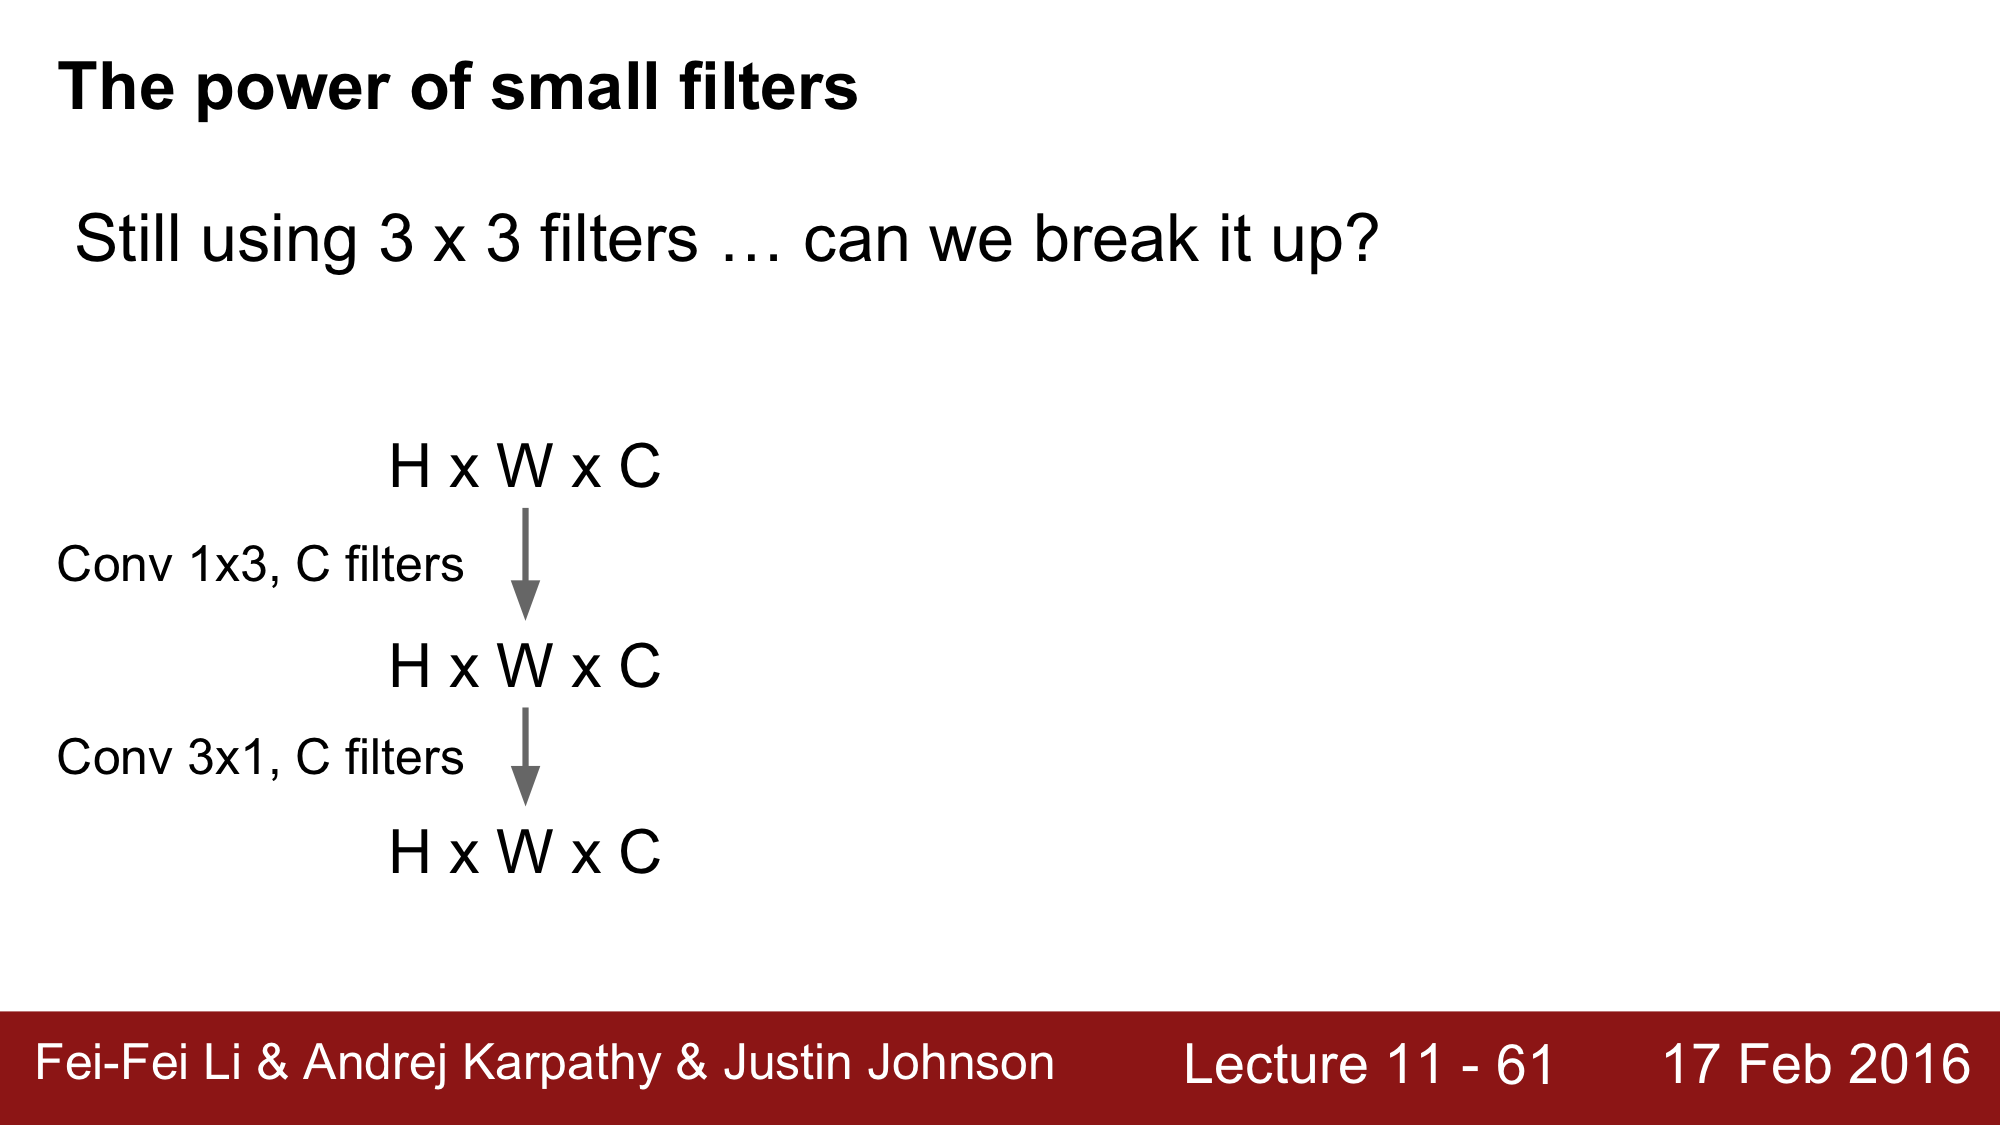 The power of small filters
Still using 3 x 3 filters … can we break it up?
H x W x C
Conv 1x3, C filters
H x W x C
Conv 3x1, C filters
H x W x C
Fei-Fei Li & Andrej Karpathy & Justin Johnson
Lecture 11 - 61
17 Feb 2016